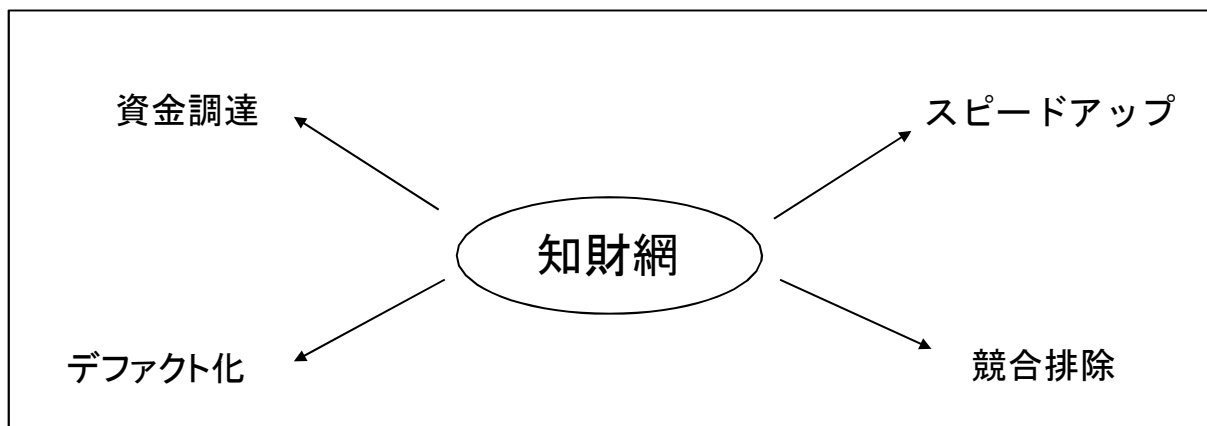 資金調達
スピードアップ
知財網
デファクト化
競合排除